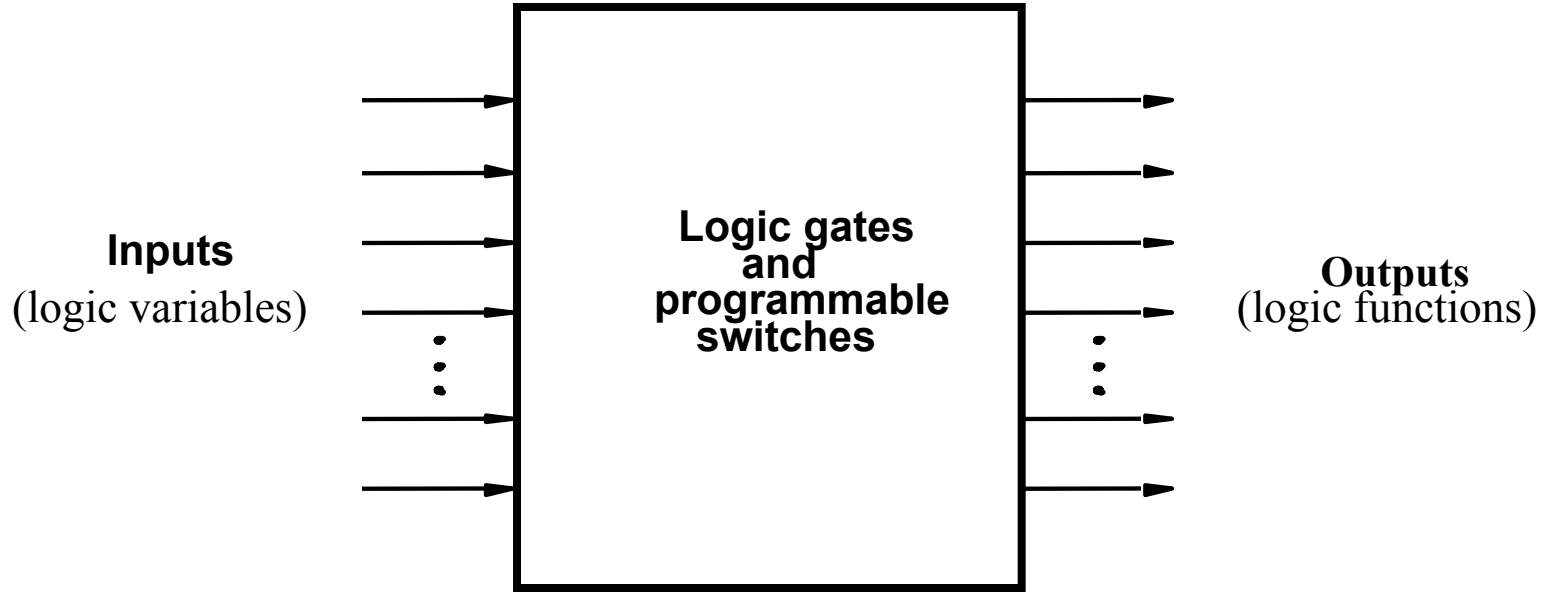 Inputs
(logic variables)
Logic gates
and
programmable
switches
Outputs
(logic functions)